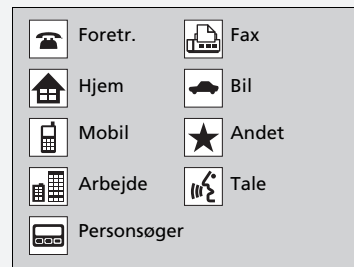 Foretr.
Fax
Hjem
Bil
Mobil
Andet
Arbejde
Tale
Personsøger